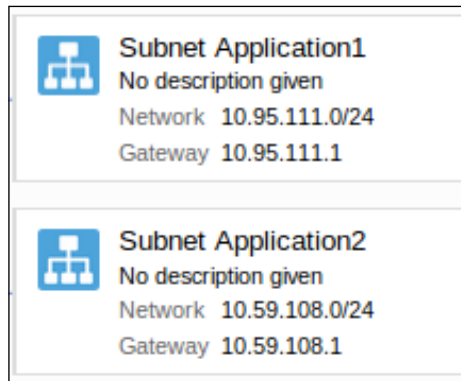 Subnet Application1
No description given
Network 10.95.111.0/24
Gateway 10.95.111.1
Subnet Application2
No description given
Network 10.59.108.0/24
Gateway 10.59.108.1